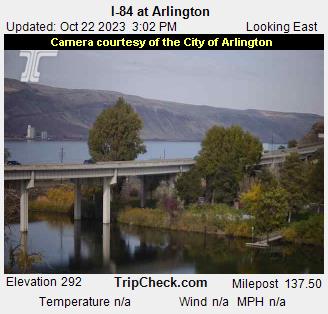 I-84 at Arlington
Updated: Oct 22 2023 3:02 PM Looking East
Camera courtesy of the City of Arlington
Elevation 292 TripCheck.com Milepost 137.50
Temperature n/a Wind n/a MPH n/a